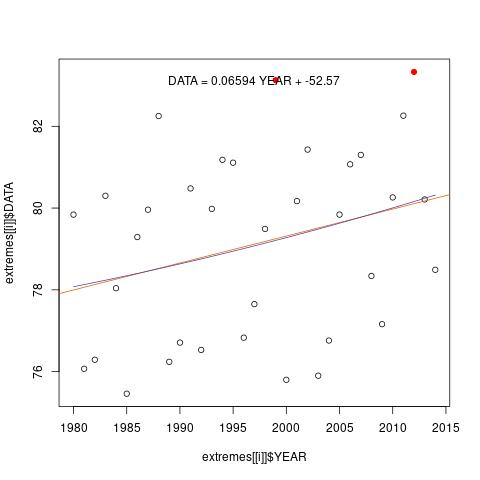 DATA = 0.06594 YEAR + -52.57
82
80
78
76
extremes[[i]]$DATA
1980 1985 1990 1995 2000 2005 2010 2015
extremes[[i]]$YEAR